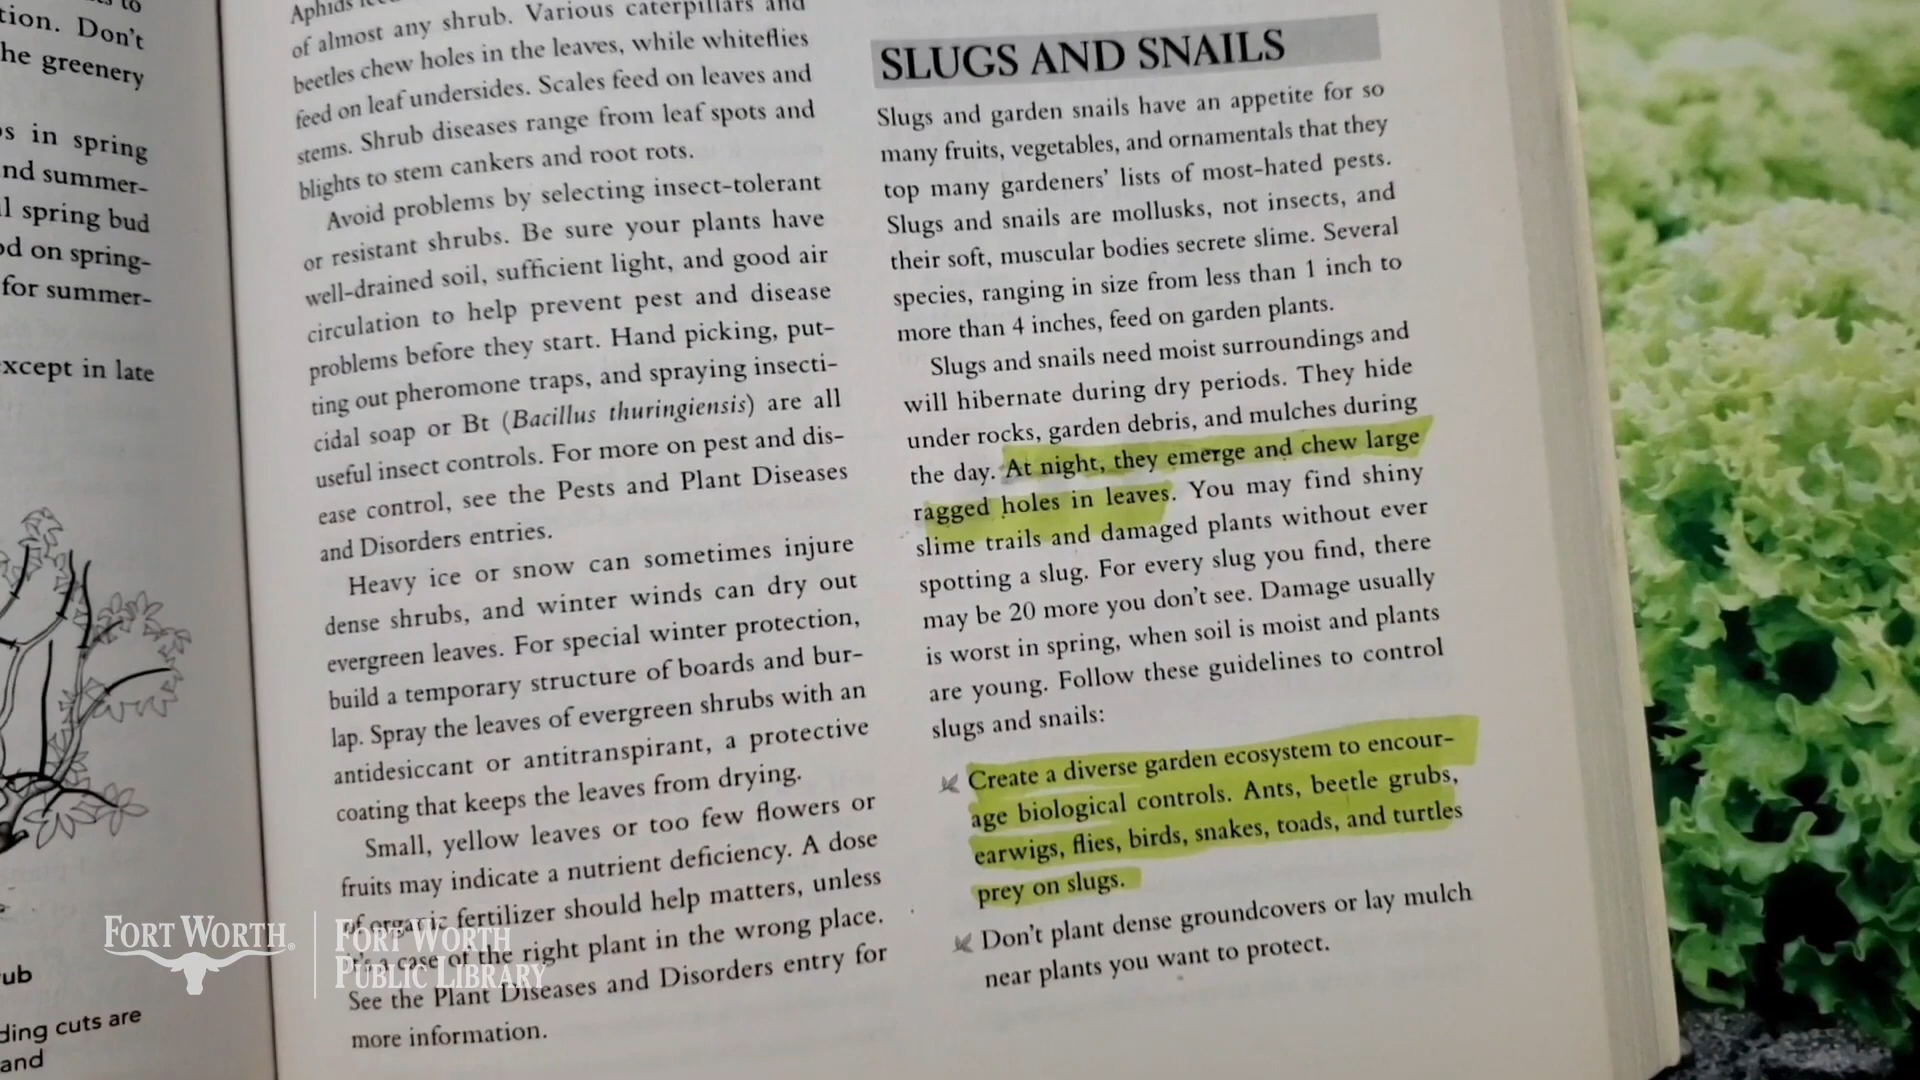 to
tion. Don't
he greenery
s in spring
nd summer-
l spring bud
d on spring-
for summer-
xcept in late
ub
ding cuts are
and
Aphids
of almost any shrub. Various caterpillars and
beetles chew holes in the leaves, while whiteflies
feed on leaf undersides. Scales feed on leaves and
stems. Shrub diseases range from leaf spots and
blights to stem cankers and root rots.
Avoid problems by selecting insect-tolerant
or resistant shrubs. Be sure your plants have
well-drained soil, sufficient light, and good air
circulation to help prevent pest and disease
problems before they start. Hand picking, put-
ting out pheromone traps, and spraying insecti-
cidal soap or Bt (Bacillus thuringiensis) are all
useful insect controls. For more on pest and dis-
ease control, see the Pests and Plant Diseases
and Disorders entries.
Heavy ice or snow can sometimes injure
dense shrubs, and winter winds can dry out
evergreen leaves. For special winter protection,
build a temporary structure of boards and bur-
lap. Spray the leaves of evergreen shrubs with an
antidesiccant or antitranspirant, a protective
coating that keeps the leaves from drying.
Small, yellow leaves or too few flowers or
fruits may indicate a nutrient deficiency. A dose
of organic fertilizer should help matters, unless
it's a case of the right plant in the wrong place.
See the Plant Diseases and Disorders entry for
more information.
SLUGS AND SNAILS
Slugs and garden snails have an appetite for so
many fruits, vegetables, and ornamentals that they
top many gardeners' lists of most-hated pests.
Slugs and snails are mollusks, not insects, and
their soft, muscular bodies secrete slime. Several
species, ranging in size from less than 1 inch to
more than 4 inches, feed on garden plants.
Slugs and snails need moist surroundings and
will hibernate during dry periods. They hide
under rocks, garden debris, and mulches during
the day. At night, they emerge and chew large
ragged holes in leaves. You may find shiny
slime trails and damaged plants without ever
spotting a slug. For every slug you find, there
may be 20 more you don't see. Damage usually
is worst in spring, when soil is moist and plants
are young. Follow these guidelines to control
slugs and snails:
Create a diverse garden ecosystem to encour-
age biological controls. Ants, beetle grubs,
earwigs, flies, birds, snakes, toads, and turtles
prey on slugs.
Don't plant dense groundcovers or lay mulch
near plants you want to protect.
FORT WORTH®
FORT WORTH
PUBLIC LIBRARY